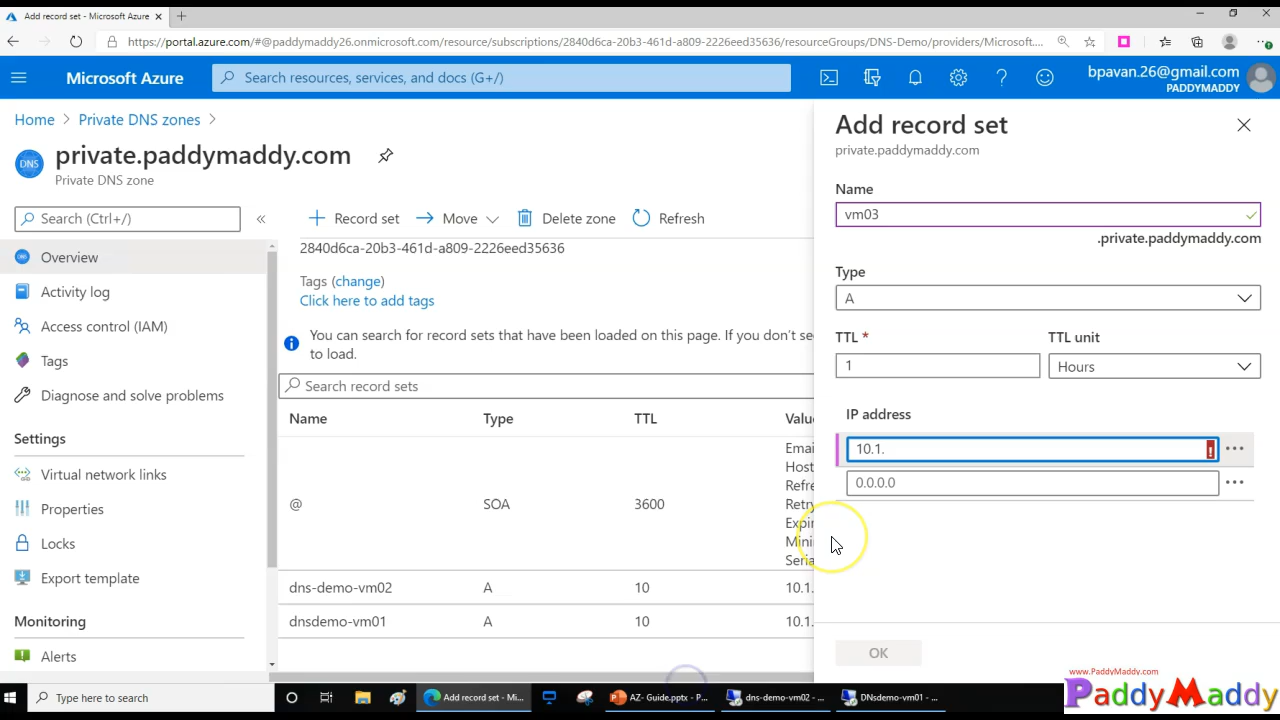 Add record set - Microsoft Azure
https://portal.azure.com/#@paddymaddy26.onmicrosoft.com/resource/subscriptions/2840d6ca-20b3-461d-a809-2226eed35636/resourceGroups/DNS-Demo/providers/Microsoft....
Microsoft Azure
Search resources, services, and docs (G+/)
bpavan.26@gmail.com
PADDYMADDY
Home > Private DNS zones >
private.paddymaddy.com
DNS
Private DNS zone
Search (Ctrl+/)
Overview
Activity log
Access control (IAM)
Tags
Diagnose and solve problems
Settings
Virtual network links
Properties
Locks
Export template
Monitoring
Alerts
Record set
Move
Delete zone
Refresh
2840d6ca-20b3-461d-a809-2226eed35636
Tags (change)
Click here to add tags
You can search for record sets that have been loaded on this page. If you don't se
to load.
Search record sets
Name Type TTL Valu
@ SOA 3600
Emai
Host
Refre
Retry
Expir
Mini
Seria
dns-demo-vm02 A 10 10.1.
dnsdemo-vm01 A 10 10.1.
Add record set
private.paddymaddy.com
Name
vm03
.private.paddymaddy.com
Type
A
TTL * TTL unit
1 Hours
IP address
10.1.
0.0.0.0
OK
www.PaddyMaddy.com
PaddyMaddy
Type here to search
Add record set - Mi...
AZ- Guide.pptx - P...
dns-demo-vm02 - ...
DNsdemo-vm01 - ...